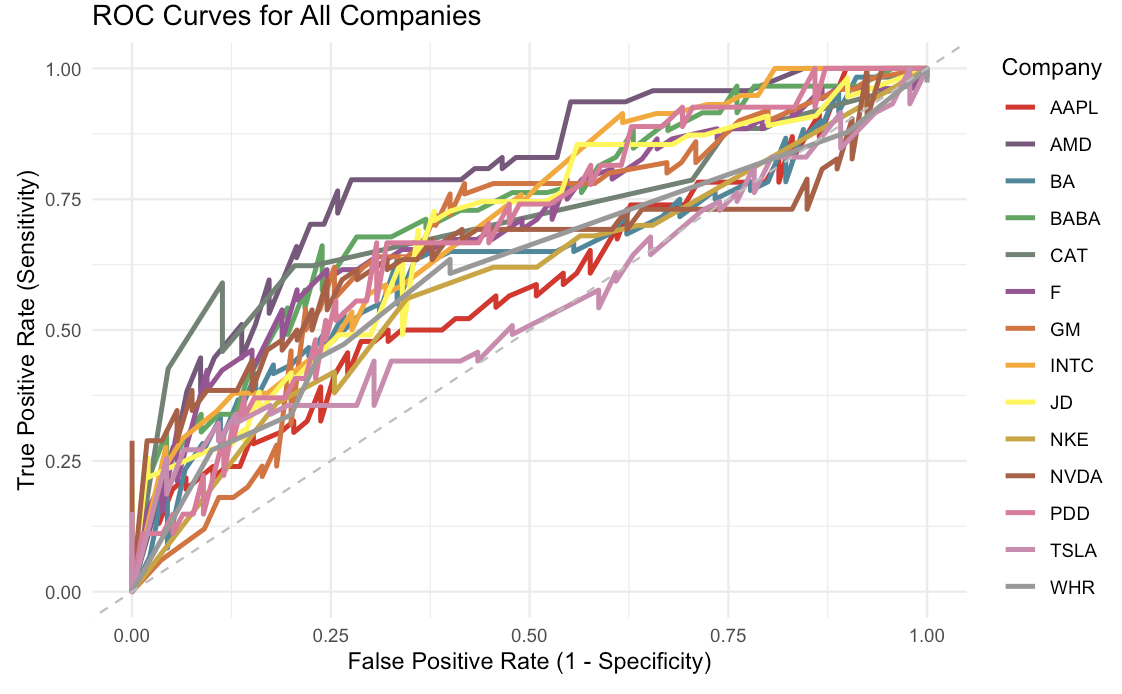 ROC Curves for All Companies
True Positive Rate (Sensitivity)
1.00
0.75
0.50
0.25
0.00
0.00 0.25 0.50 0.75 1.00
False Positive Rate (1 - Specificity)
Company
AAPL
AMD
BA
BABA
CAT
F
GM
INTC
JD
NKE
NVDA
PDD
TSLA
WHR